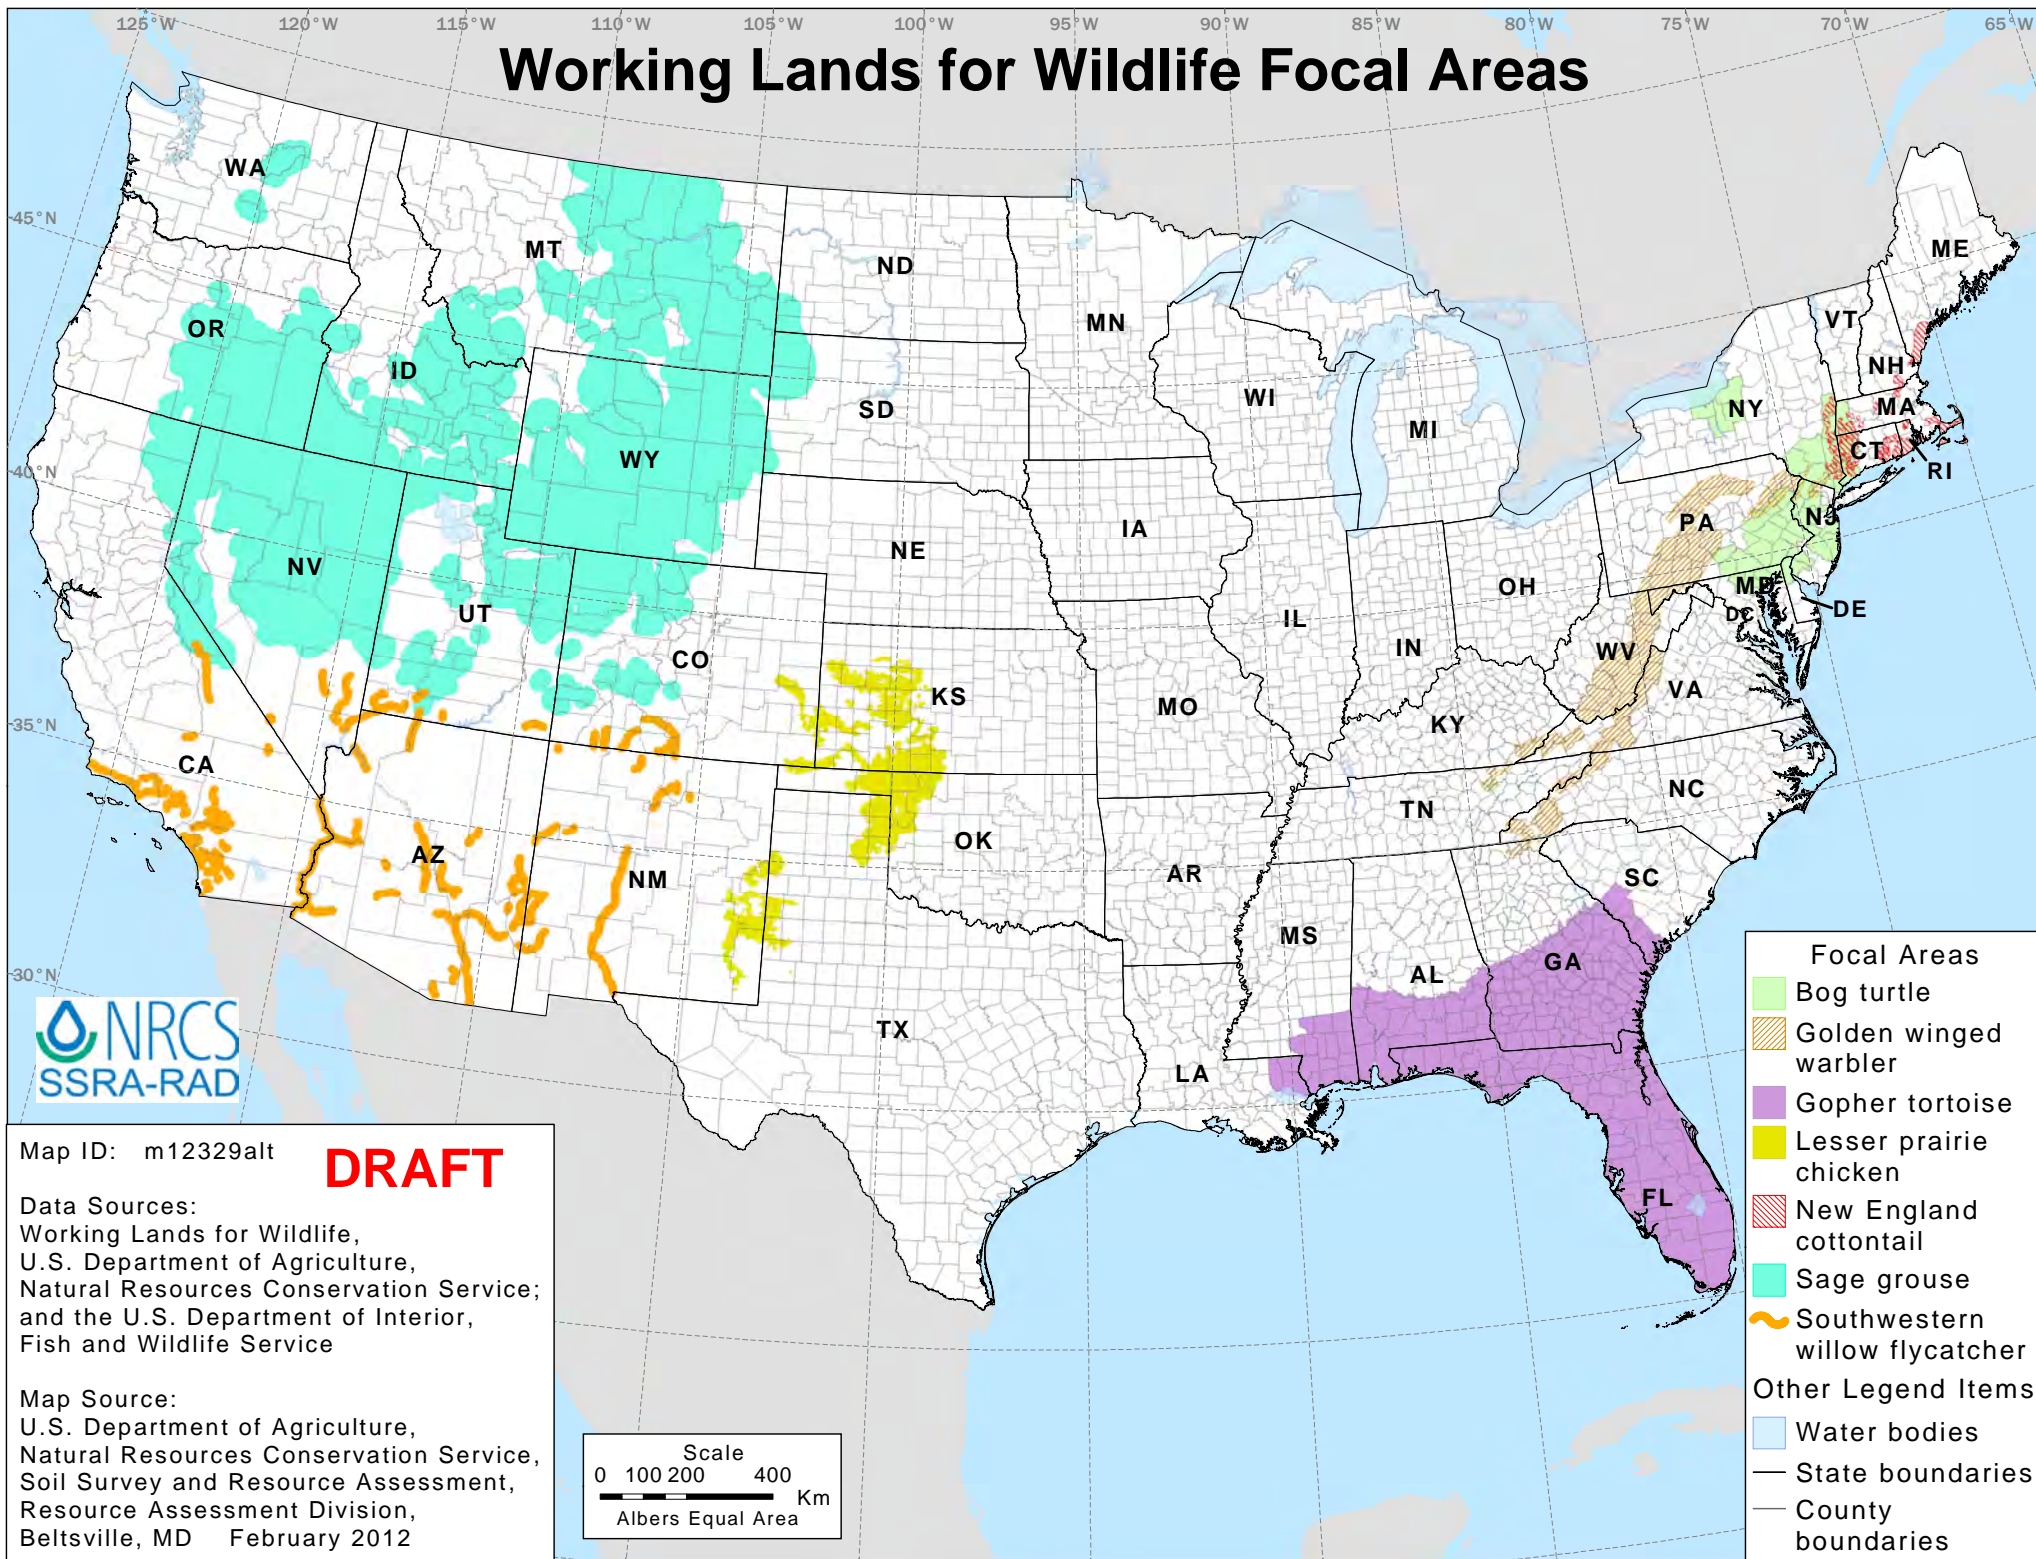 125°W 120°W 115°W 110°W 105°W 100°W 95°W 90°W 85°W 80°W 75°W 70°W 65°W
Working Lands for Wildlife Focal Areas
45°N
40°N
35°N
30°N
WA
MT
ND
MN
ME
OR
ID
SD
WI
MI
VT
NH
NY
MA
CT
RI
WY
NE
IA
PA
NJ
NV
UT
CO
KS
MO
IL
IN
OH
MD
DC
DE
WV
VA
KY
CA
AZ
NM
OK
AR
TN
NC
SC
TX
LA
MS
AL
GA
FL
NRCS
SSRA-RAD
Map ID: m12329alt
DRAFT
Data Sources:
Working Lands for Wildlife,
U.S. Department of Agriculture,
Natural Resources Conservation Service;
and the U.S. Department of Interior,
Fish and Wildlife Service
Map Source:
U.S. Department of Agriculture,
Natural Resources Conservation Service,
Soil Survey and Resource Assessment,
Resource Assessment Division,
Beltsville, MD February 2012
Scale
0 100 200 400
Km
Albers Equal Area
Focal Areas
Bog turtle
Golden winged
warbler
Gopher tortoise
Lesser prairie
chicken
New England
cottontail
Sage grouse
Southwestern
willow flycatcher
Other Legend Items
Water bodies
State boundaries
County
boundaries